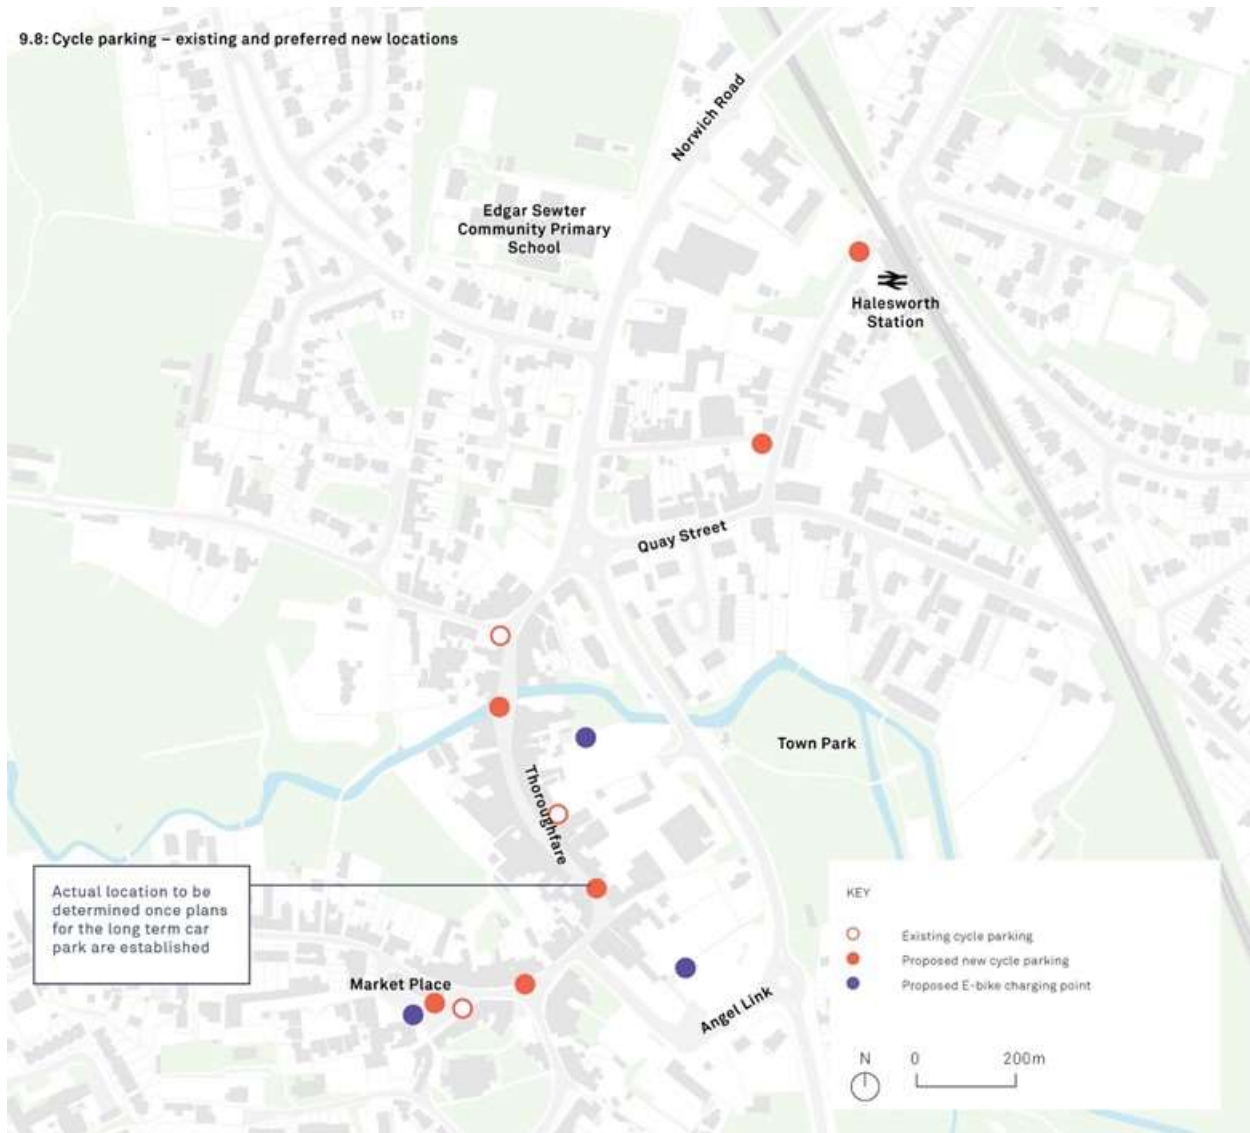 9.8: Cycle parking – existing and preferred new locations
Norwich Road
Edgar Sewter
Community Primary
School
Halesworth
Station
Quay Street
Town Park
Thoroughfare
Actual location to be
determined once plans
for the long term car
park are established
Market Place
Angel Link
KEY
Existing cycle parking
Proposed new cycle parking
Proposed E-bike charging point
N
0 200m